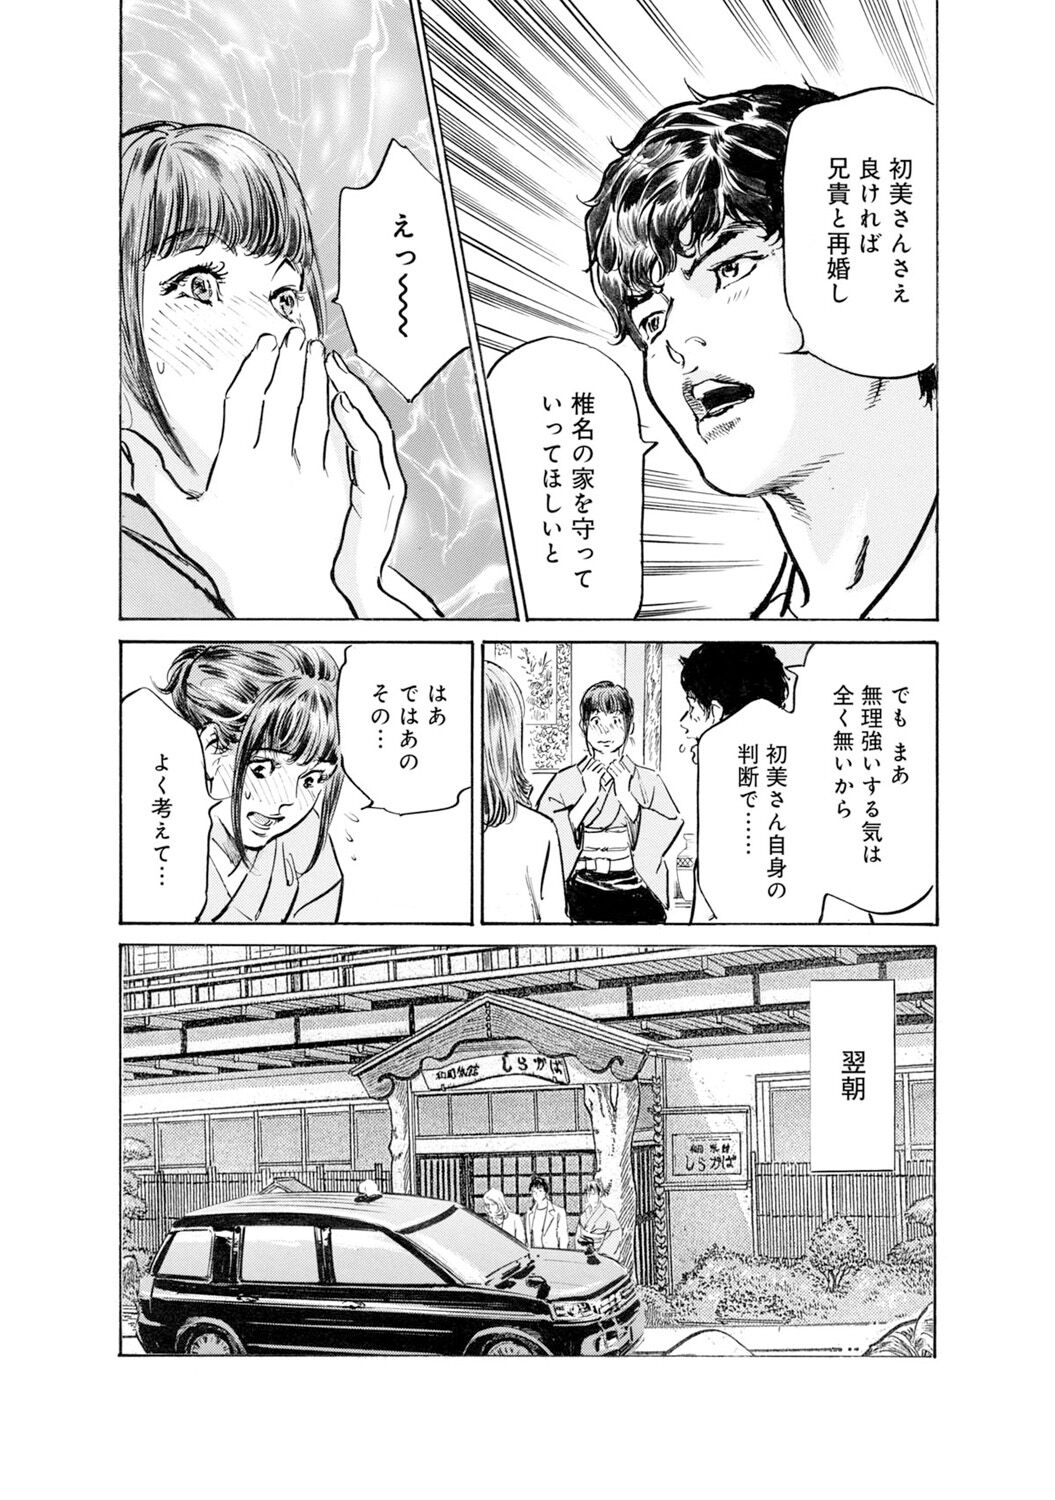 初美さんさえ
良ければ
兄貴と再婚し
椎名の家を守って
いってほしいと
えっ〜〜〜
でも まあ
無理強いする気は
全く無いから
初美さん自身の
判断で……
はあ
ではあの
その…
よく考えて…
翌朝
しらかば
しらかば